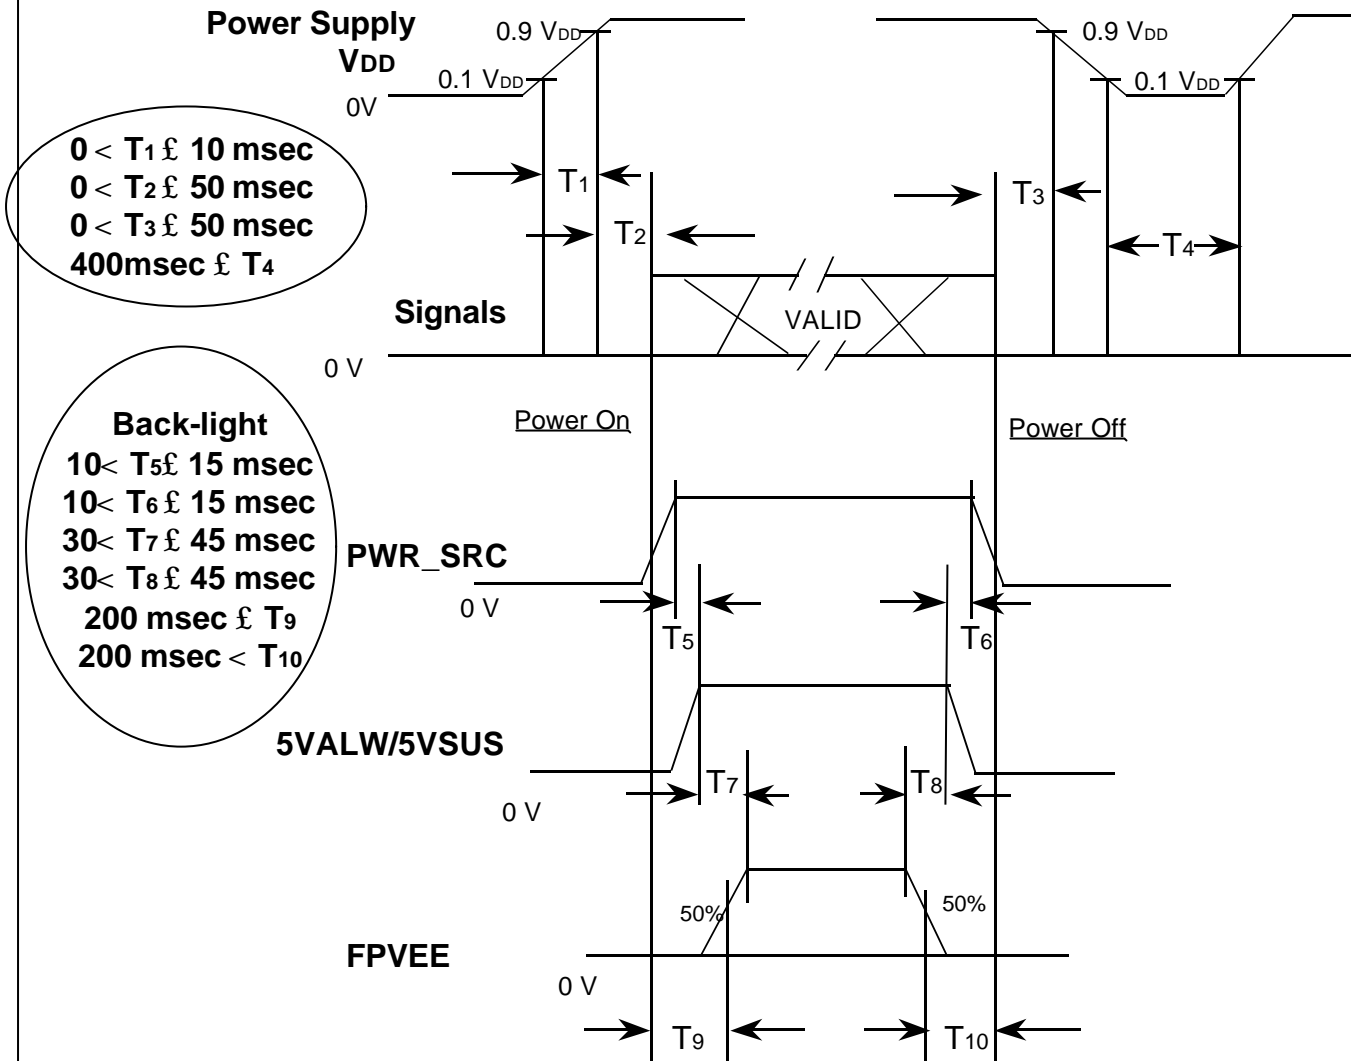 Power Supply
VDD
0.9 VDD
0.9 VDD
0.1 VDD
0.1 VDD
0V
0 < T1 £ 10 msec
0 < T2 £ 50 msec
0 < T3 £ 50 msec
400msec £ T4
T1
T2
T3
T4
Signals
VALID
0 V
Power On
Power Off
Back-light
10< T5£ 15 msec
10< T6 £ 15 msec
30< T7 £ 45 msec
30< T8 £ 45 msec
200 msec £ T9
200 msec < T10
PWR_SRC
0 V
T5
T6
5VALW/5VSUS
T7
T8
0 V
50%
50%
FPVEE
0 V
T9
T10